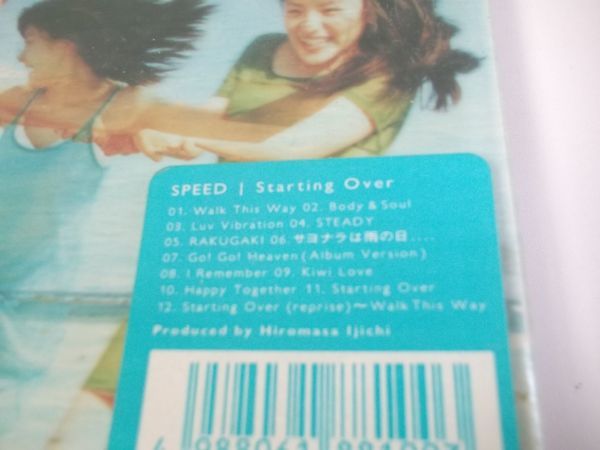 SPEED | Starting Over
01. Walk This Way 02. Body & Soul
03. Luv Vibration 04. STEADY
05. RAKUGAKI 06. サヨナラは雨の日....
07. Go! Go! Heaven (Album Version)
08. I Remember 09. Kiwi Love
10. Happy Together 11. Starting Over
12. Starting Over (reprise)~Walk This Way
Produced by Hiromasa Ijichi